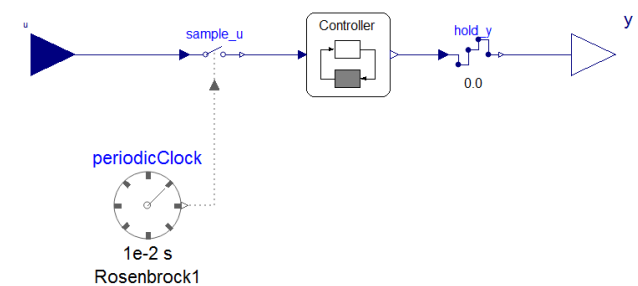 u
sample_u
Controller
hold_y
y
0.0
periodicClock
1e-2 s
Rosenbrock1